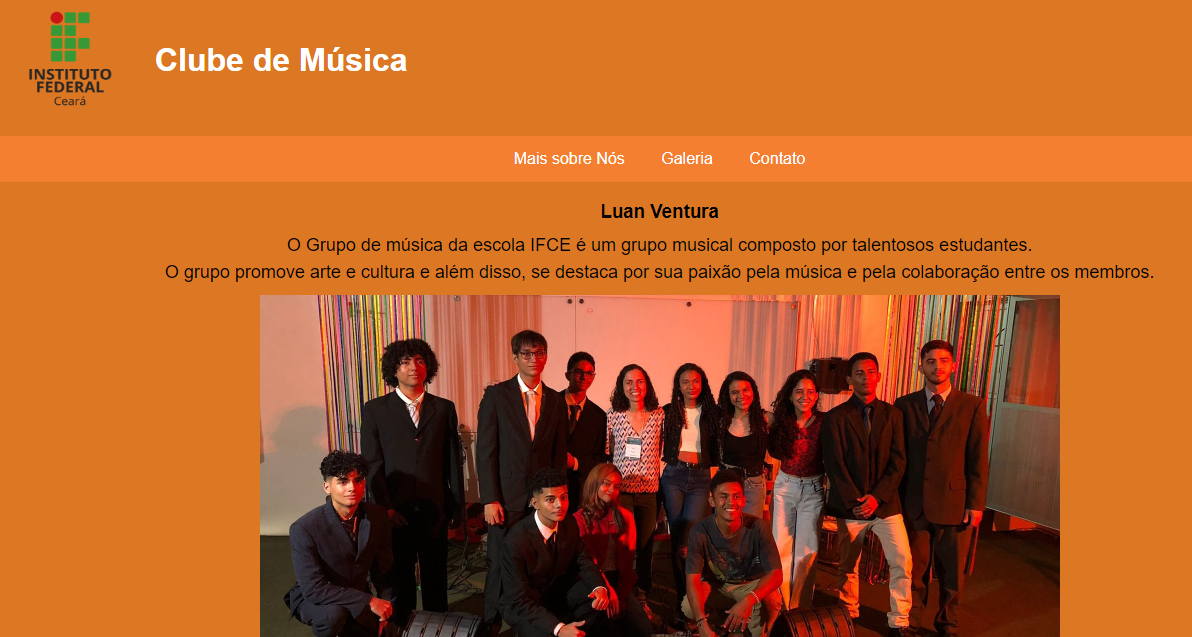 INSTITUTO
FEDERAL
Ceará
Clube de Música
Mais sobre Nós Galeria Contato
Luan Ventura
O Grupo de música da escola IFCE é um grupo musical composto por talentosos estudantes.
O grupo promove arte e cultura e além disso, se destaca por sua paixão pela música e pela colaboração entre os membros.